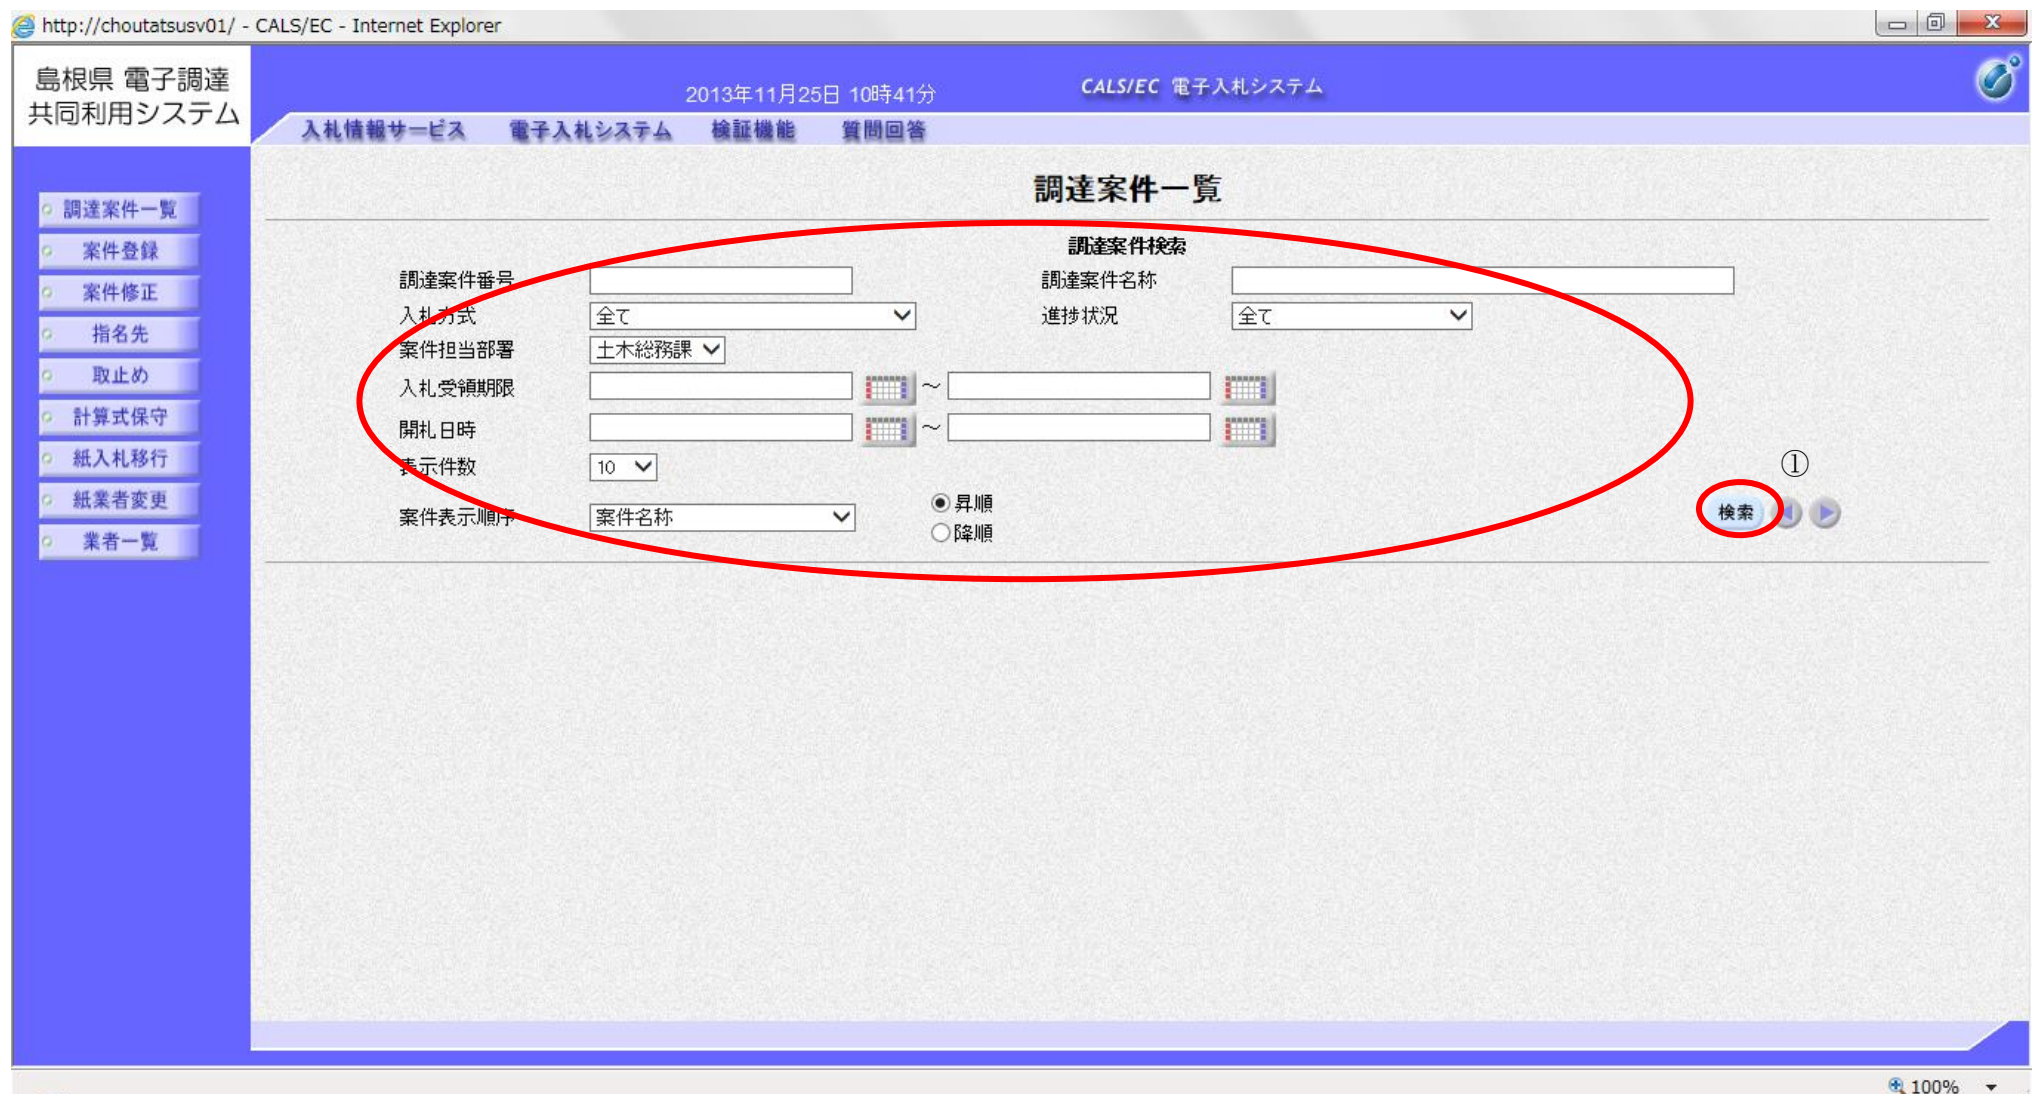 http://choutatsusv01/ - CALS/EC - Internet Explorer
島根県 電子調達
共同利用システム
2013年11月25日 10時41分
CALS/EC 電子入札システム
入札情報サービス 電子入札システム 検証機能 質問回答
調達案件一覧
案件登録
案件修正
指名先
取止め
計算式保守
紙入札移行
紙業者変更
業者一覧
調達案件一覧
調達案件検索
調達案件番号 調達案件名称
入札方式 全て 進捗状況 全て
案件担当部署 土木総務課
入札受領期限 ～
開札日時 ～
表示件数 10
①
案件表示順序 案件名称 昇順
降順
検索
100%